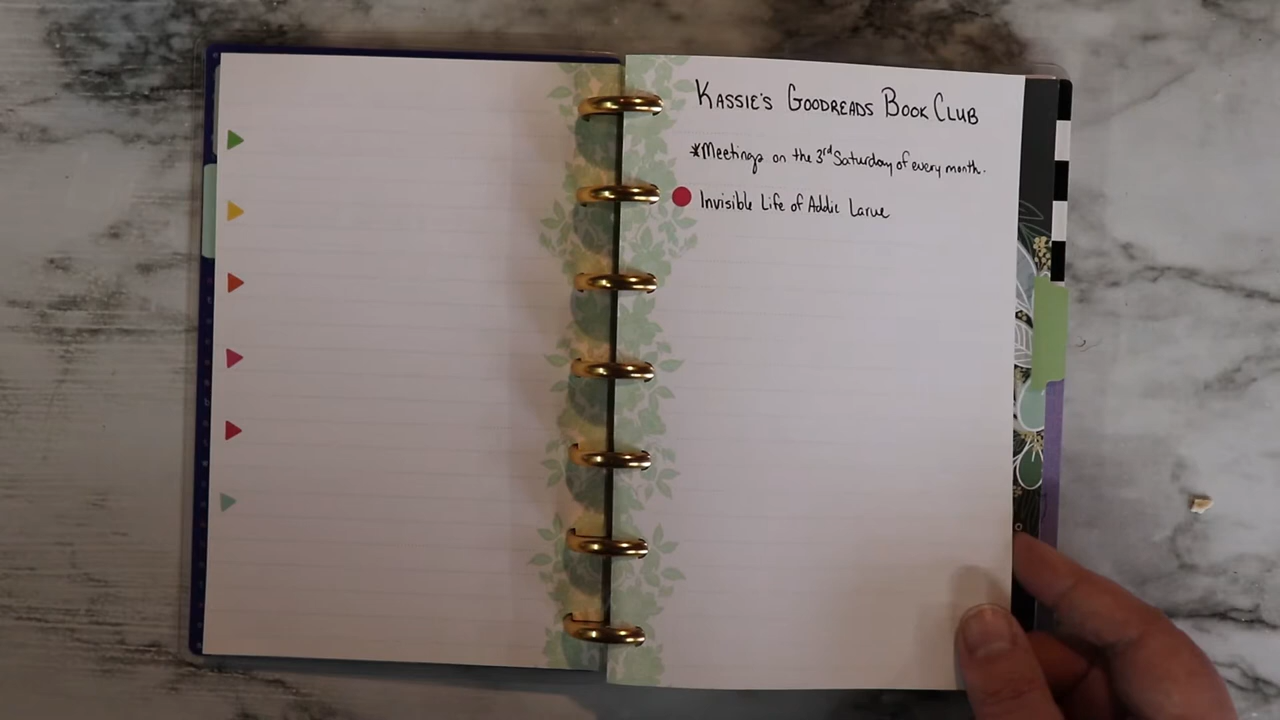 KASSIE'S GOODREADS BOOK CLUB
*Meetings on the 3rd Saturday of every month.
Invisible Life of Addie Larue